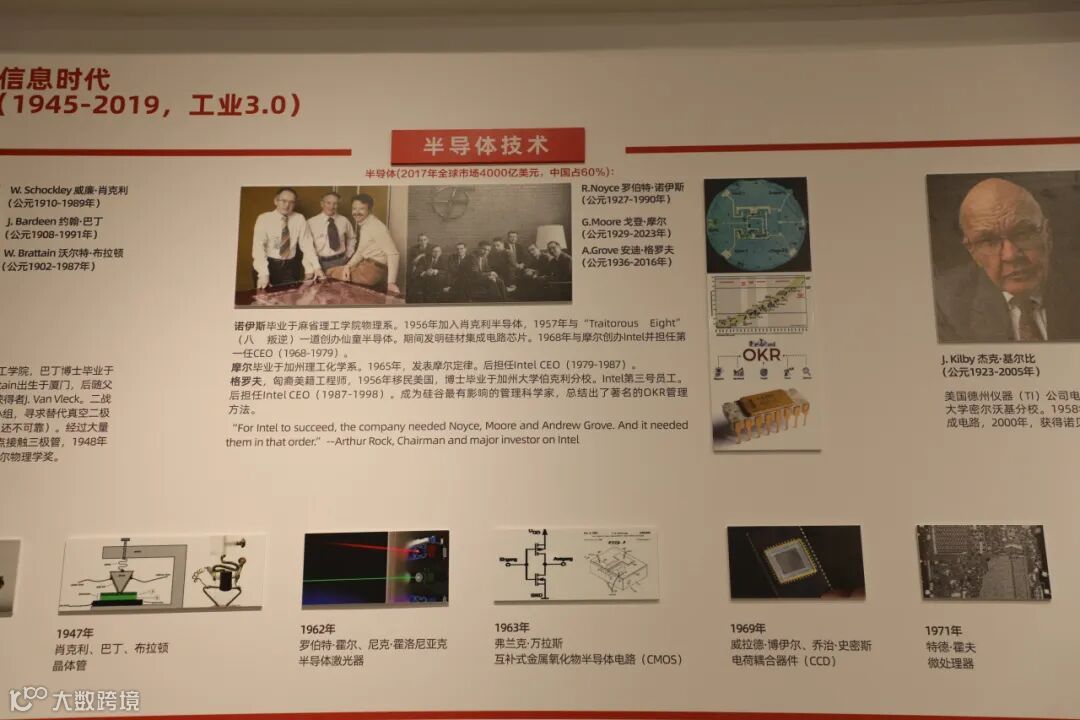 信息时代
（1945-2019，工业3.0）
半导体技术
半导体(2017年全球市场4000亿美元，中国占60%)：
W. Schockley 威廉·肖克利
（公元1910-1989年）
J. Bardeen 约翰·巴丁
（公元1908-1991年）
W. Brattain 沃尔特·布拉顿
（公元1902-1987年）
工学院，巴丁博士毕业于
tain出生于厦门，后随父
获得者J. Van Vleck。二战
小组，寻求替代真空二极
还不可靠）。经过大量
点接触三极管，1948年
尔物理学奖。
R.Noyce 罗伯特·诺伊斯
（公元1927-1990年）
G.Moore 戈登·摩尔
（公元1929-2023年）
A.Grove 安迪·格罗夫
（公元1936-2016年）
诺伊斯毕业于麻省理工学院物理系。1956年加入肖克利半导体，1957年与“Traitorous Eight”
（八 叛逆）一道创办仙童半导体。期间发明硅材集成电路芯片。1968年与摩尔创办Intel并担任第
一任CEO（1968-1979）。
摩尔毕业于加州理工化学系。1965年，发表摩尔定律。后担任Intel CEO（1979-1987）。
格罗夫，匈裔美籍工程师，1956年移民美国，博士毕业于加州大学伯克利分校。Intel第三号员工。
后担任Intel CEO（1987-1998）。成为硅谷最有影响的管理科学家，总结出了著名的OKR管理
方法。
“For Intel to succeed, the company needed Noyce, Moore and Andrew Grove. And it needed
them in that order.” --Arthur Rock, Chairman and major investor on Intel
OKR
J. Kilby 杰克·基尔比
（公元1923-2005年）
美国德州仪器（TI）公司电
大学密尔沃基分校。1958
成电路，2000年，获得诺贝
1947年
肖克利、巴丁、布拉顿
晶体管
1962年
罗伯特·霍尔、尼克·霍洛尼亚克
半导体激光器
1963年
弗兰克·万拉斯
互补式金属氧化物半导体电路（CMOS）
1969年
威拉德·博伊尔、乔治·史密斯
电荷耦合器件（CCD）
1971年
特德·霍夫
微处理器
大数跨境